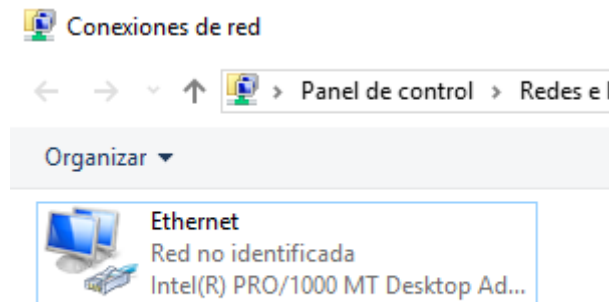 Conexiones de red
Panel de control > Redes e
Organizar
Ethernet
Red no identificada
Intel(R) PRO/1000 MT Desktop Ad...